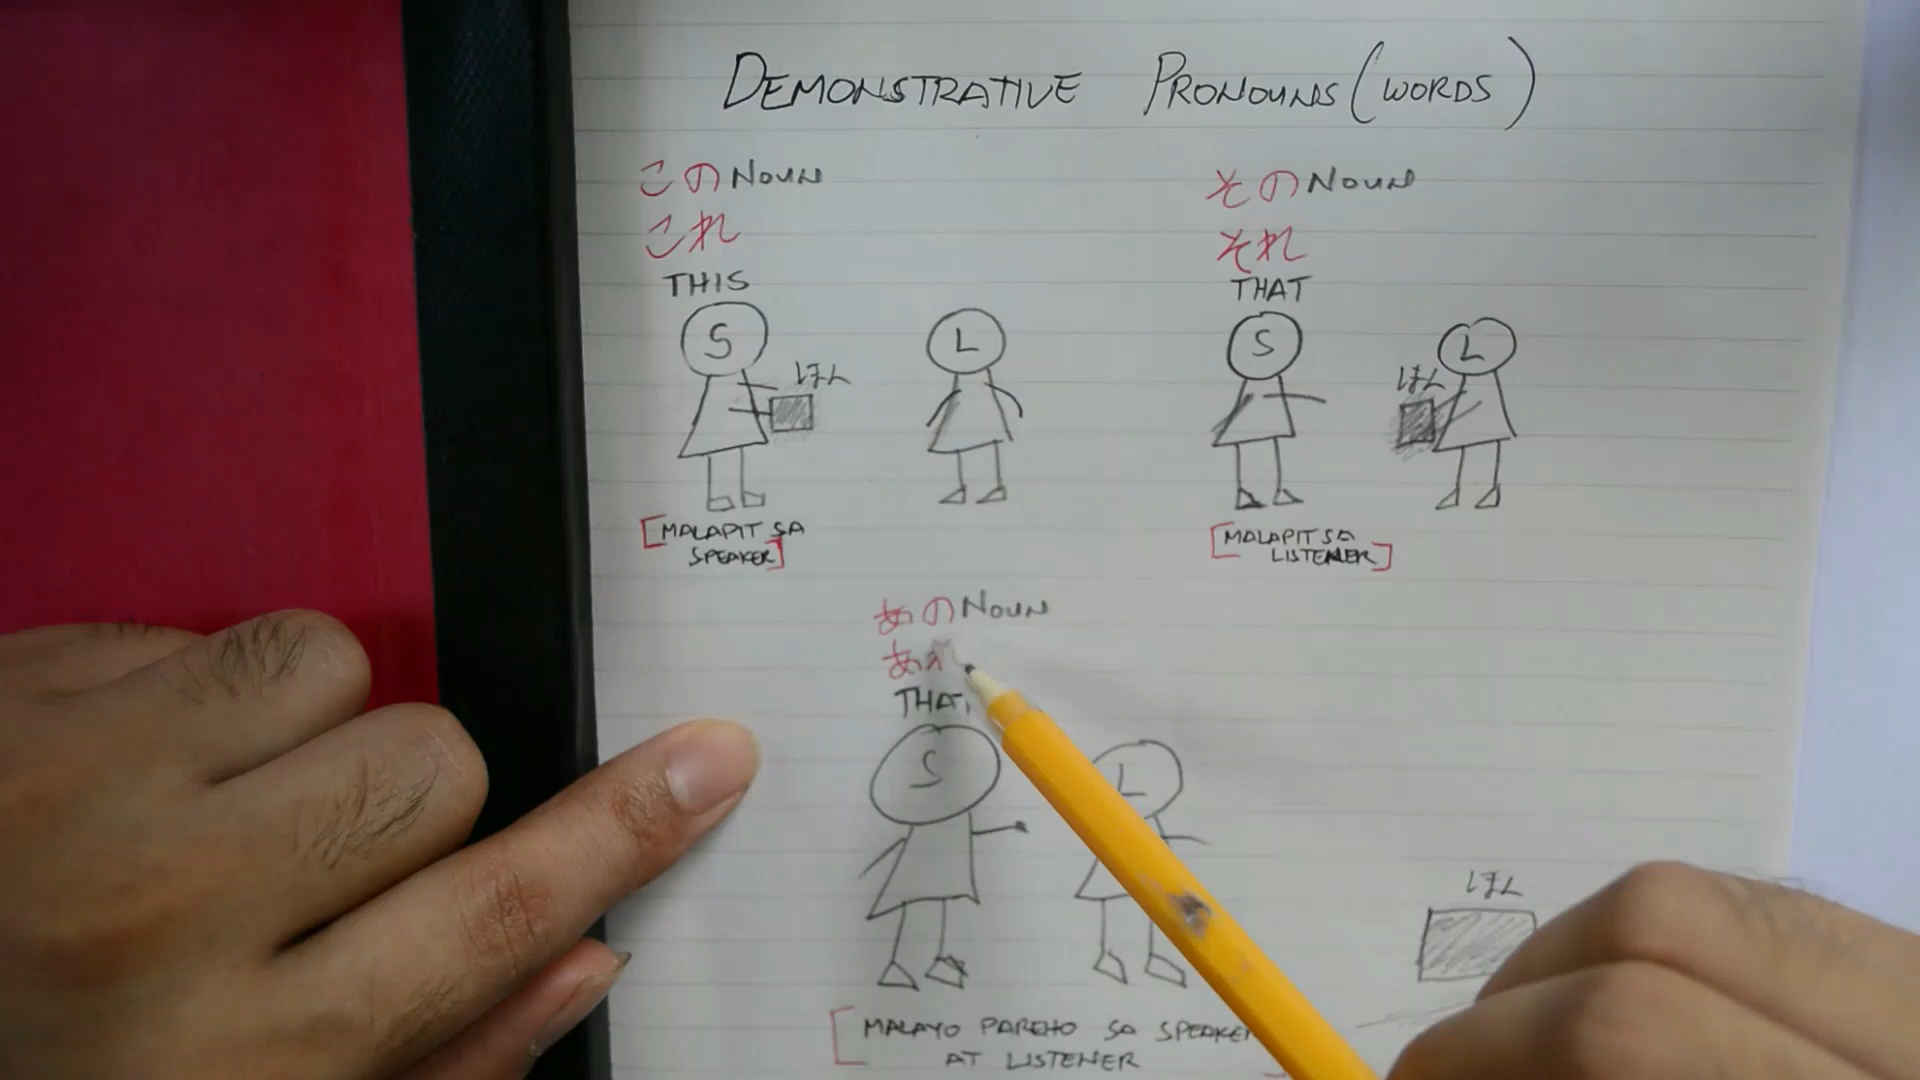 DEMONSTRATIVE PRONOUNS (WORDS)
このNOUN
これ
THIS
S
ほん
L
[MALAPIT SA
SPEAKER]
そのNOUN
それ
THAT
S
ほん
L
[MALAPIT SA
LISTENER]
あのNOUN
あれ
THAT
S
L
ほん
[MALAYO PAREHO SA SPEAKER
AT LISTENER